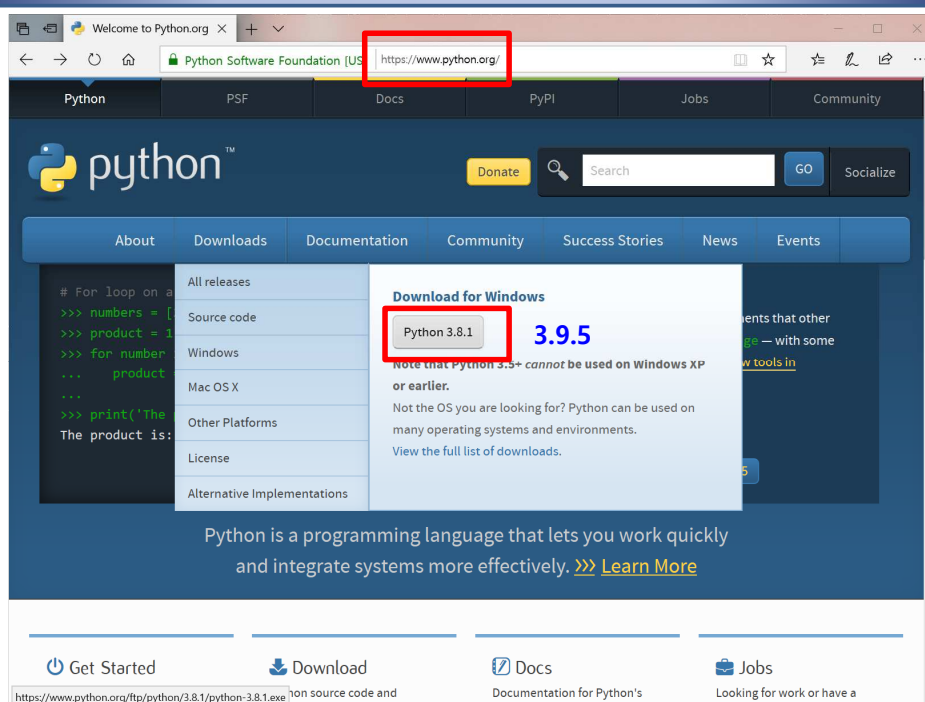 Welcome to Python.org
Python Software Foundation [US
https://www.python.org/
Python PSF Docs PyPI Jobs Community
python™
Donate
Search
GO
Socialize
About Downloads Documentation Community Success Stories News Events
# For loop on a
>>> numbers = [
>>> product = 1
>>> for number
... product
...
>>> print('The
The product is:
All releases
Source code
Windows
Mac OS X
Other Platforms
License
Alternative Implementations
Download for Windows
Python 3.8.1
3.9.5
Note that Python 3.5+ cannot be used on Windows XP
or earlier.
Not the OS you are looking for? Python can be used on
many operating systems and environments.
View the full list of downloads.
that other
— with some
tools in
5
Python is a programming language that lets you work quickly
and integrate systems more effectively. >>> Learn More
Get Started
Download
source code and
Docs
Documentation for Python's
Jobs
Looking for work or have a
https://www.python.org/ftp/python/3.8.1/python-3.8.1.exe